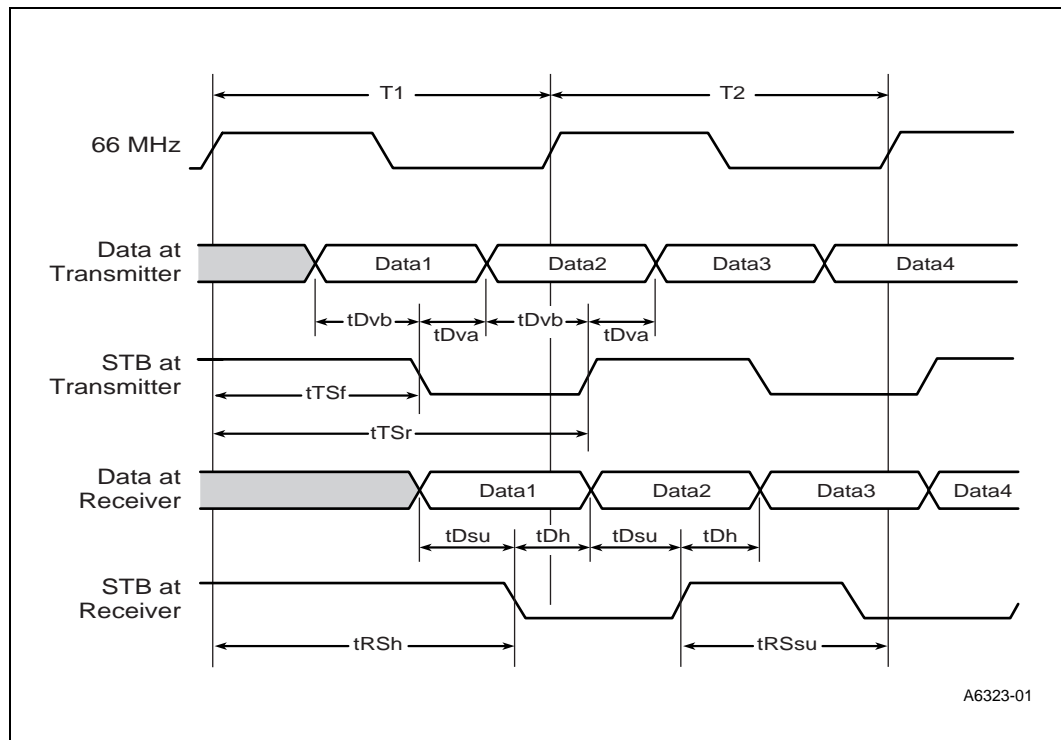 T1 T2
66 MHz
Data at
Transmitter
Data1 Data2 Data3 Data4
tDvb tDva tDvb tDva
STB at
Transmitter
tTSf
tTSr
Data at
Receiver
Data1 Data2 Data3 Data4
tDsu tDh tDsu tDh
STB at
Receiver
tRSh tRSsu
A6323-01